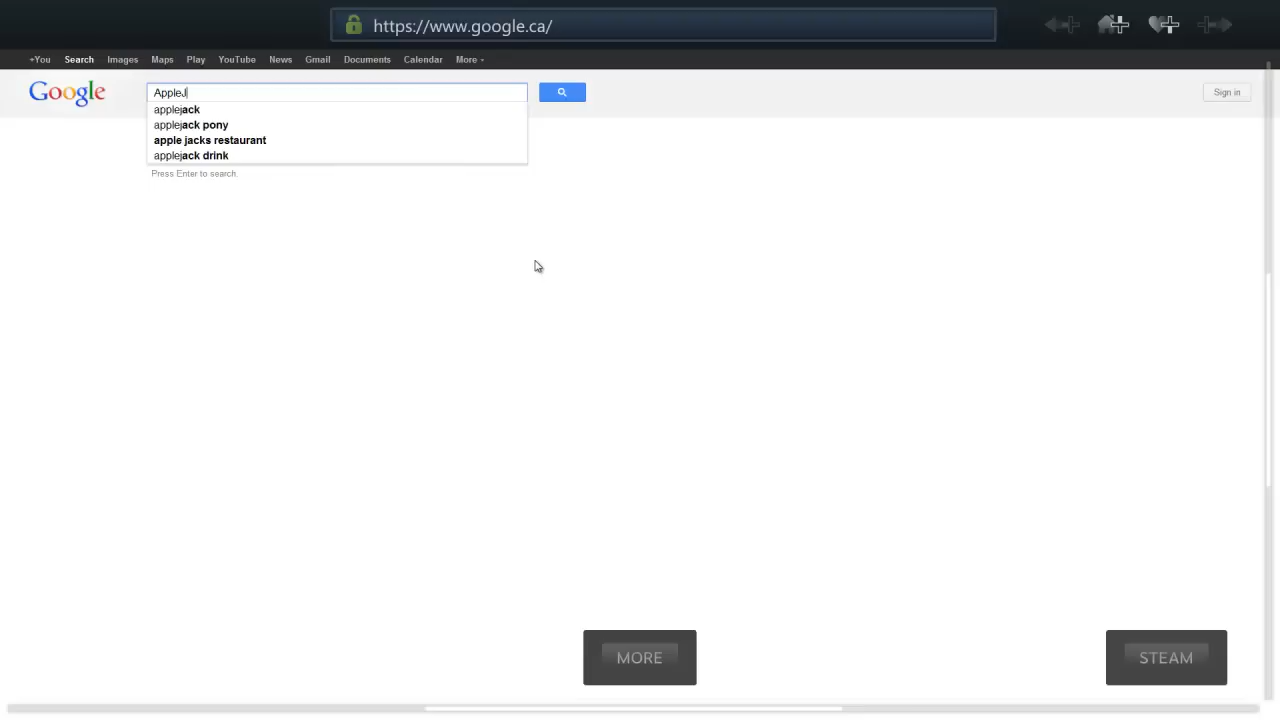 https://www.google.ca/
+You Search Images Maps Play YouTube News Gmail Documents Calendar More
Google
AppleJ
Sign in
applejack
applejack pony
apple jacks restaurant
applejack drink
Press Enter to search.
MORE
STEAM